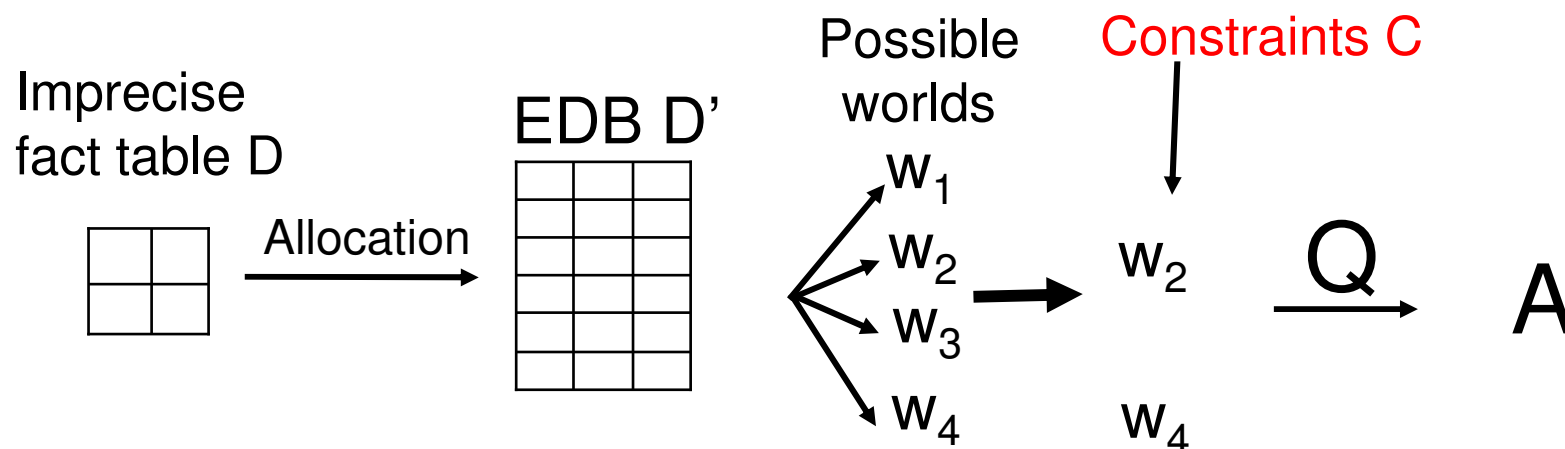 Imprecise
fact table D
Allocation
EDB D’
Possible
worlds
w₁
w₂
w₃
w₄
Constraints C
w₂
w₄
Q
A